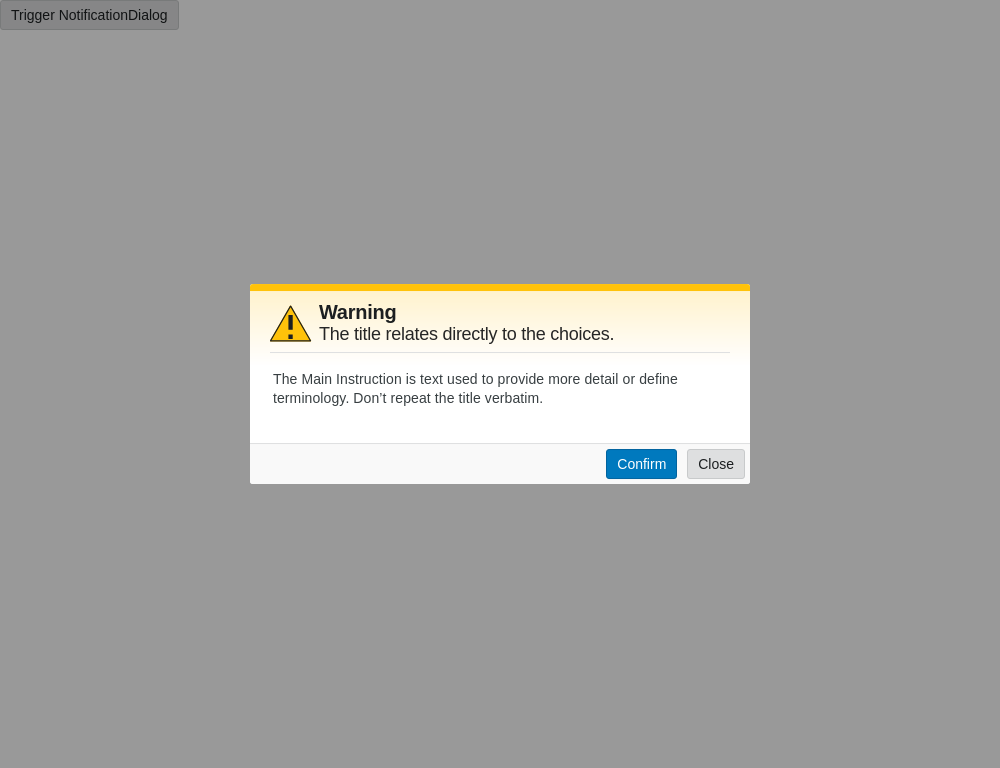 Trigger NotificationDialog
Warning
The title relates directly to the choices.
The Main Instruction is text used to provide more detail or define
terminology. Don’t repeat the title verbatim.
Confirm Close